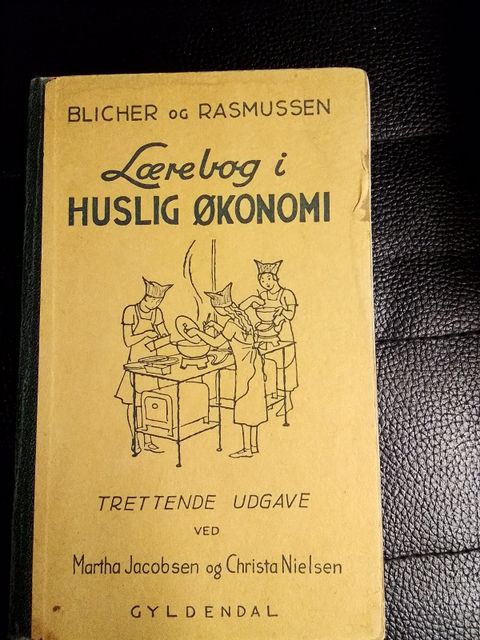 BLICHER OG RASMUSSEN
Lærebog i
HUSLIG ØKONOMI
TRETTENDE UDGAVE
VED
Martha Jacobsen og Christa Nielsen
GYLDENDAL